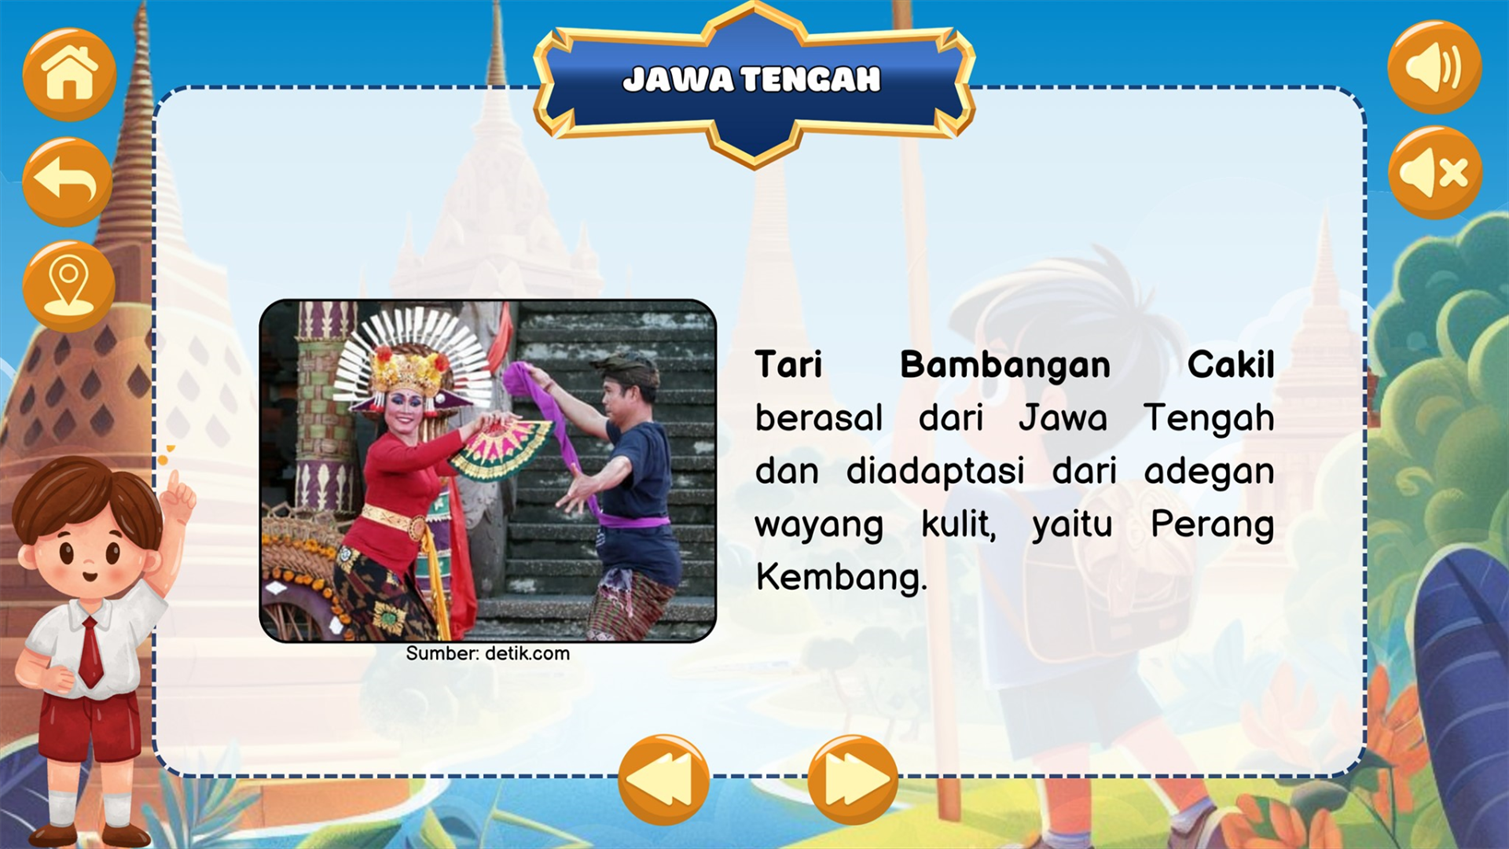 JAWA TENGAH
Tari Bambangan Cakil
berasal dari Jawa Tengah
dan diadaptasi dari adegan
wayang kulit, yaitu Perang
Kembang.
Sumber: detik.com